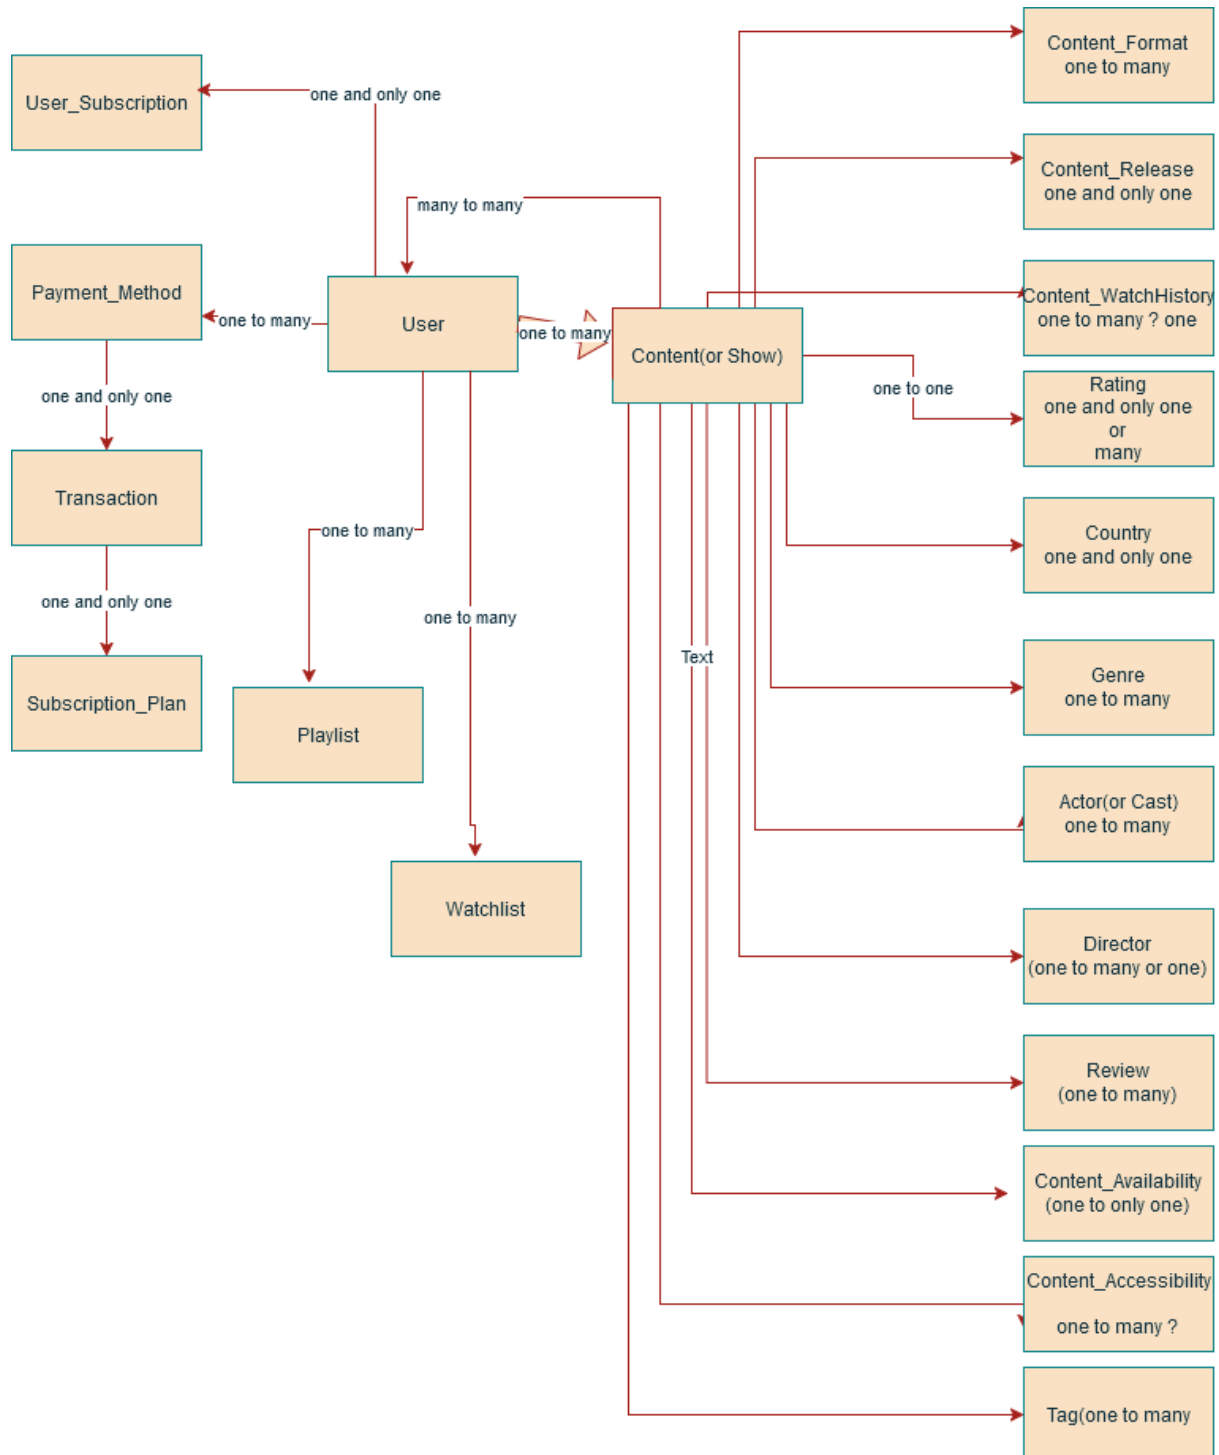 Content_Format
one to many
User_Subscription
one and only one
Content_Release
one and only one
many to many
Payment_Method
one to many
User
one to many
Content(or Show)
Content_WatchHistory
one to many ? one
one to one
Rating
one and only one
or
many
one and only one
Transaction
one to many
Country
one and only one
one and only one
one to many
Text
Subscription_Plan
Playlist
Genre
one to many
Actor(or Cast)
one to many
Watchlist
Director
(one to many or one)
Review
(one to many)
Content_Availability
(one to only one)
Content_Accessibility
one to many ?
Tag(one to many